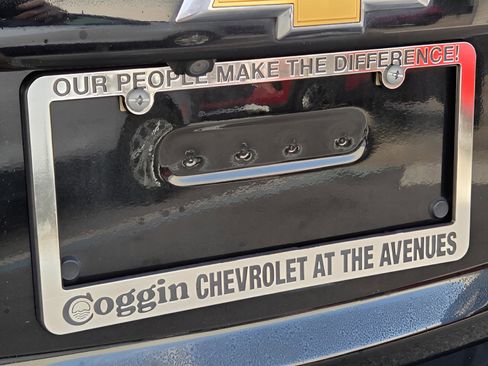 OUR PEOPLE MAKE THE DIFFERENCE!
Coggin CHEVROLET AT THE AVENUES